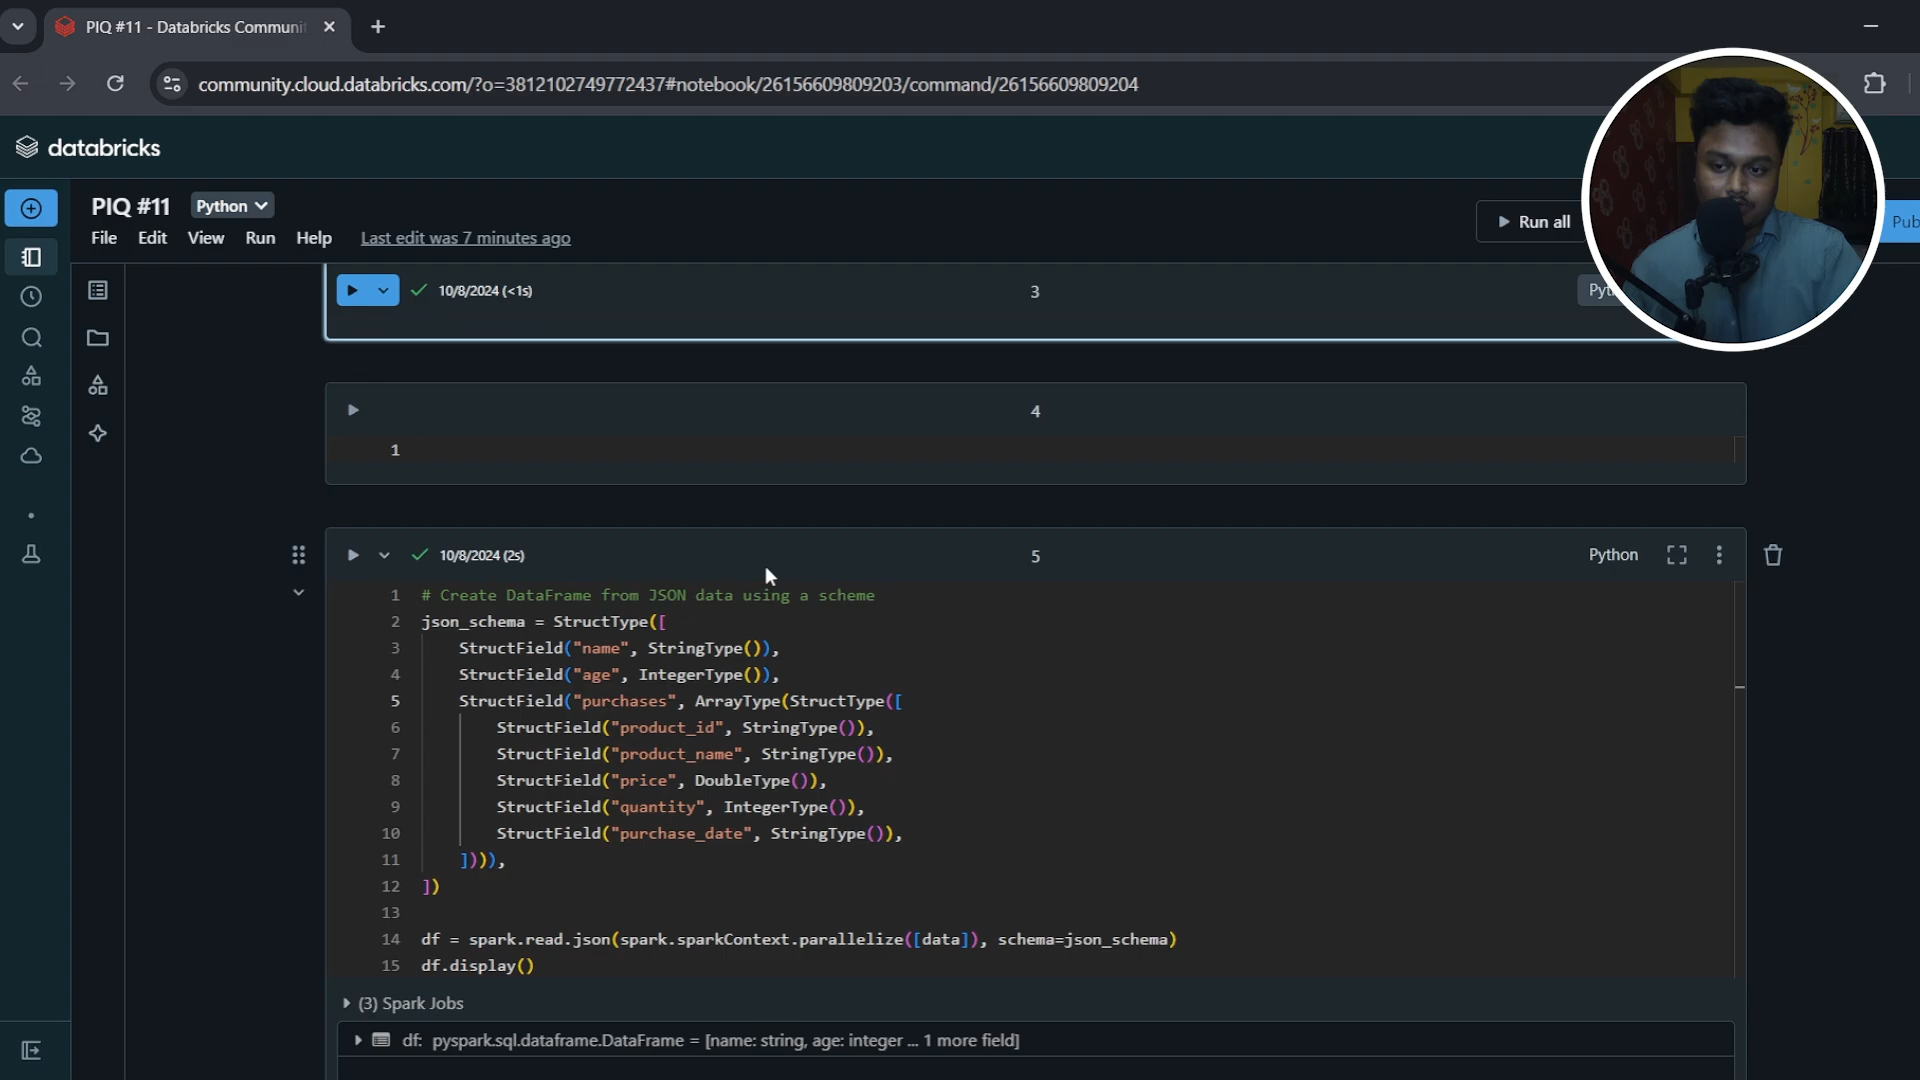 PIQ #11 - Databricks Communi
community.cloud.databricks.com/?o=3812102749772437#notebook/26156609809203/command/26156609809204
databricks
PIQ #11 Python
File Edit View Run Help Last edit was 7 minutes ago
Run all
Pub
10/8/2024 (<1s) 3 Pyt
4
1
10/8/2024 (2s) 5 Python
1 # Create DataFrame from JSON data using a scheme
2 json_schema = StructType([
3 StructField("name", StringType()),
4 StructField("age", IntegerType()),
5 StructField("purchases", ArrayType(StructType([
6 StructField("product_id", StringType()),
7 StructField("product_name", StringType()),
8 StructField("price", DoubleType()),
9 StructField("quantity", IntegerType()),
10 StructField("purchase_date", StringType()),
11 ]))),
12 ])
13
14 df = spark.read.json(spark.sparkContext.parallelize([data]), schema=json_schema)
15 df.display()
(3) Spark Jobs
df: pyspark.sql.dataframe.DataFrame = [name: string, age: integer ... 1 more field]